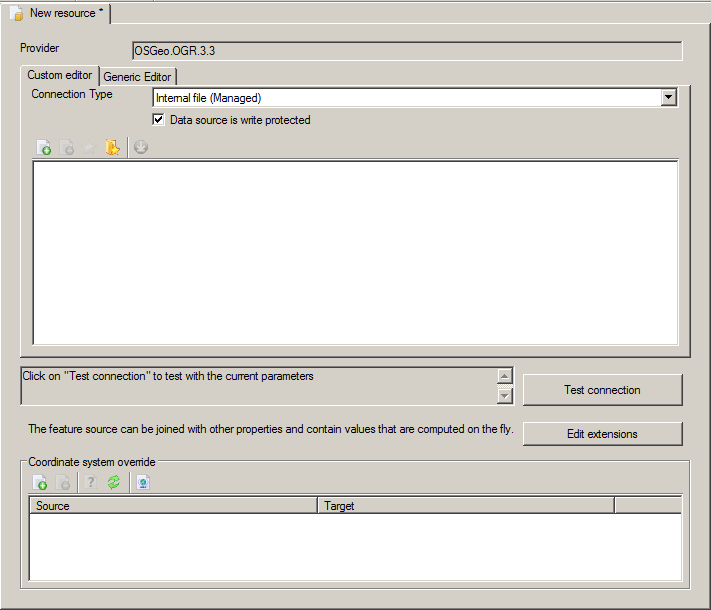 New resource *
Provider
OSGeo.OGR.3.3
Custom editor
Generic Editor
Connection Type
Internal file (Managed)
Data source is write protected
Click on "Test connection" to test with the current parameters
Test connection
The feature source can be joined with other properties and contain values that are computed on the fly.
Edit extensions
Coordinate system override
Source
Target